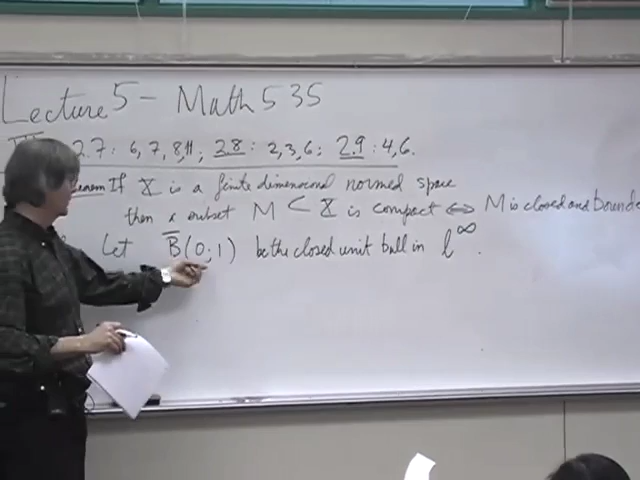 Lecture 5 - Math 535
2.7: 6, 7, 8, 11; 2.8: 2, 3, 6; 2.9: 4, 6.
If X is a finite dimensional normed space
then a subset M ⊂ X is compact ⇔ M is closed and bounde
Let B̅(0;1) be the closed unit ball in l^∞.